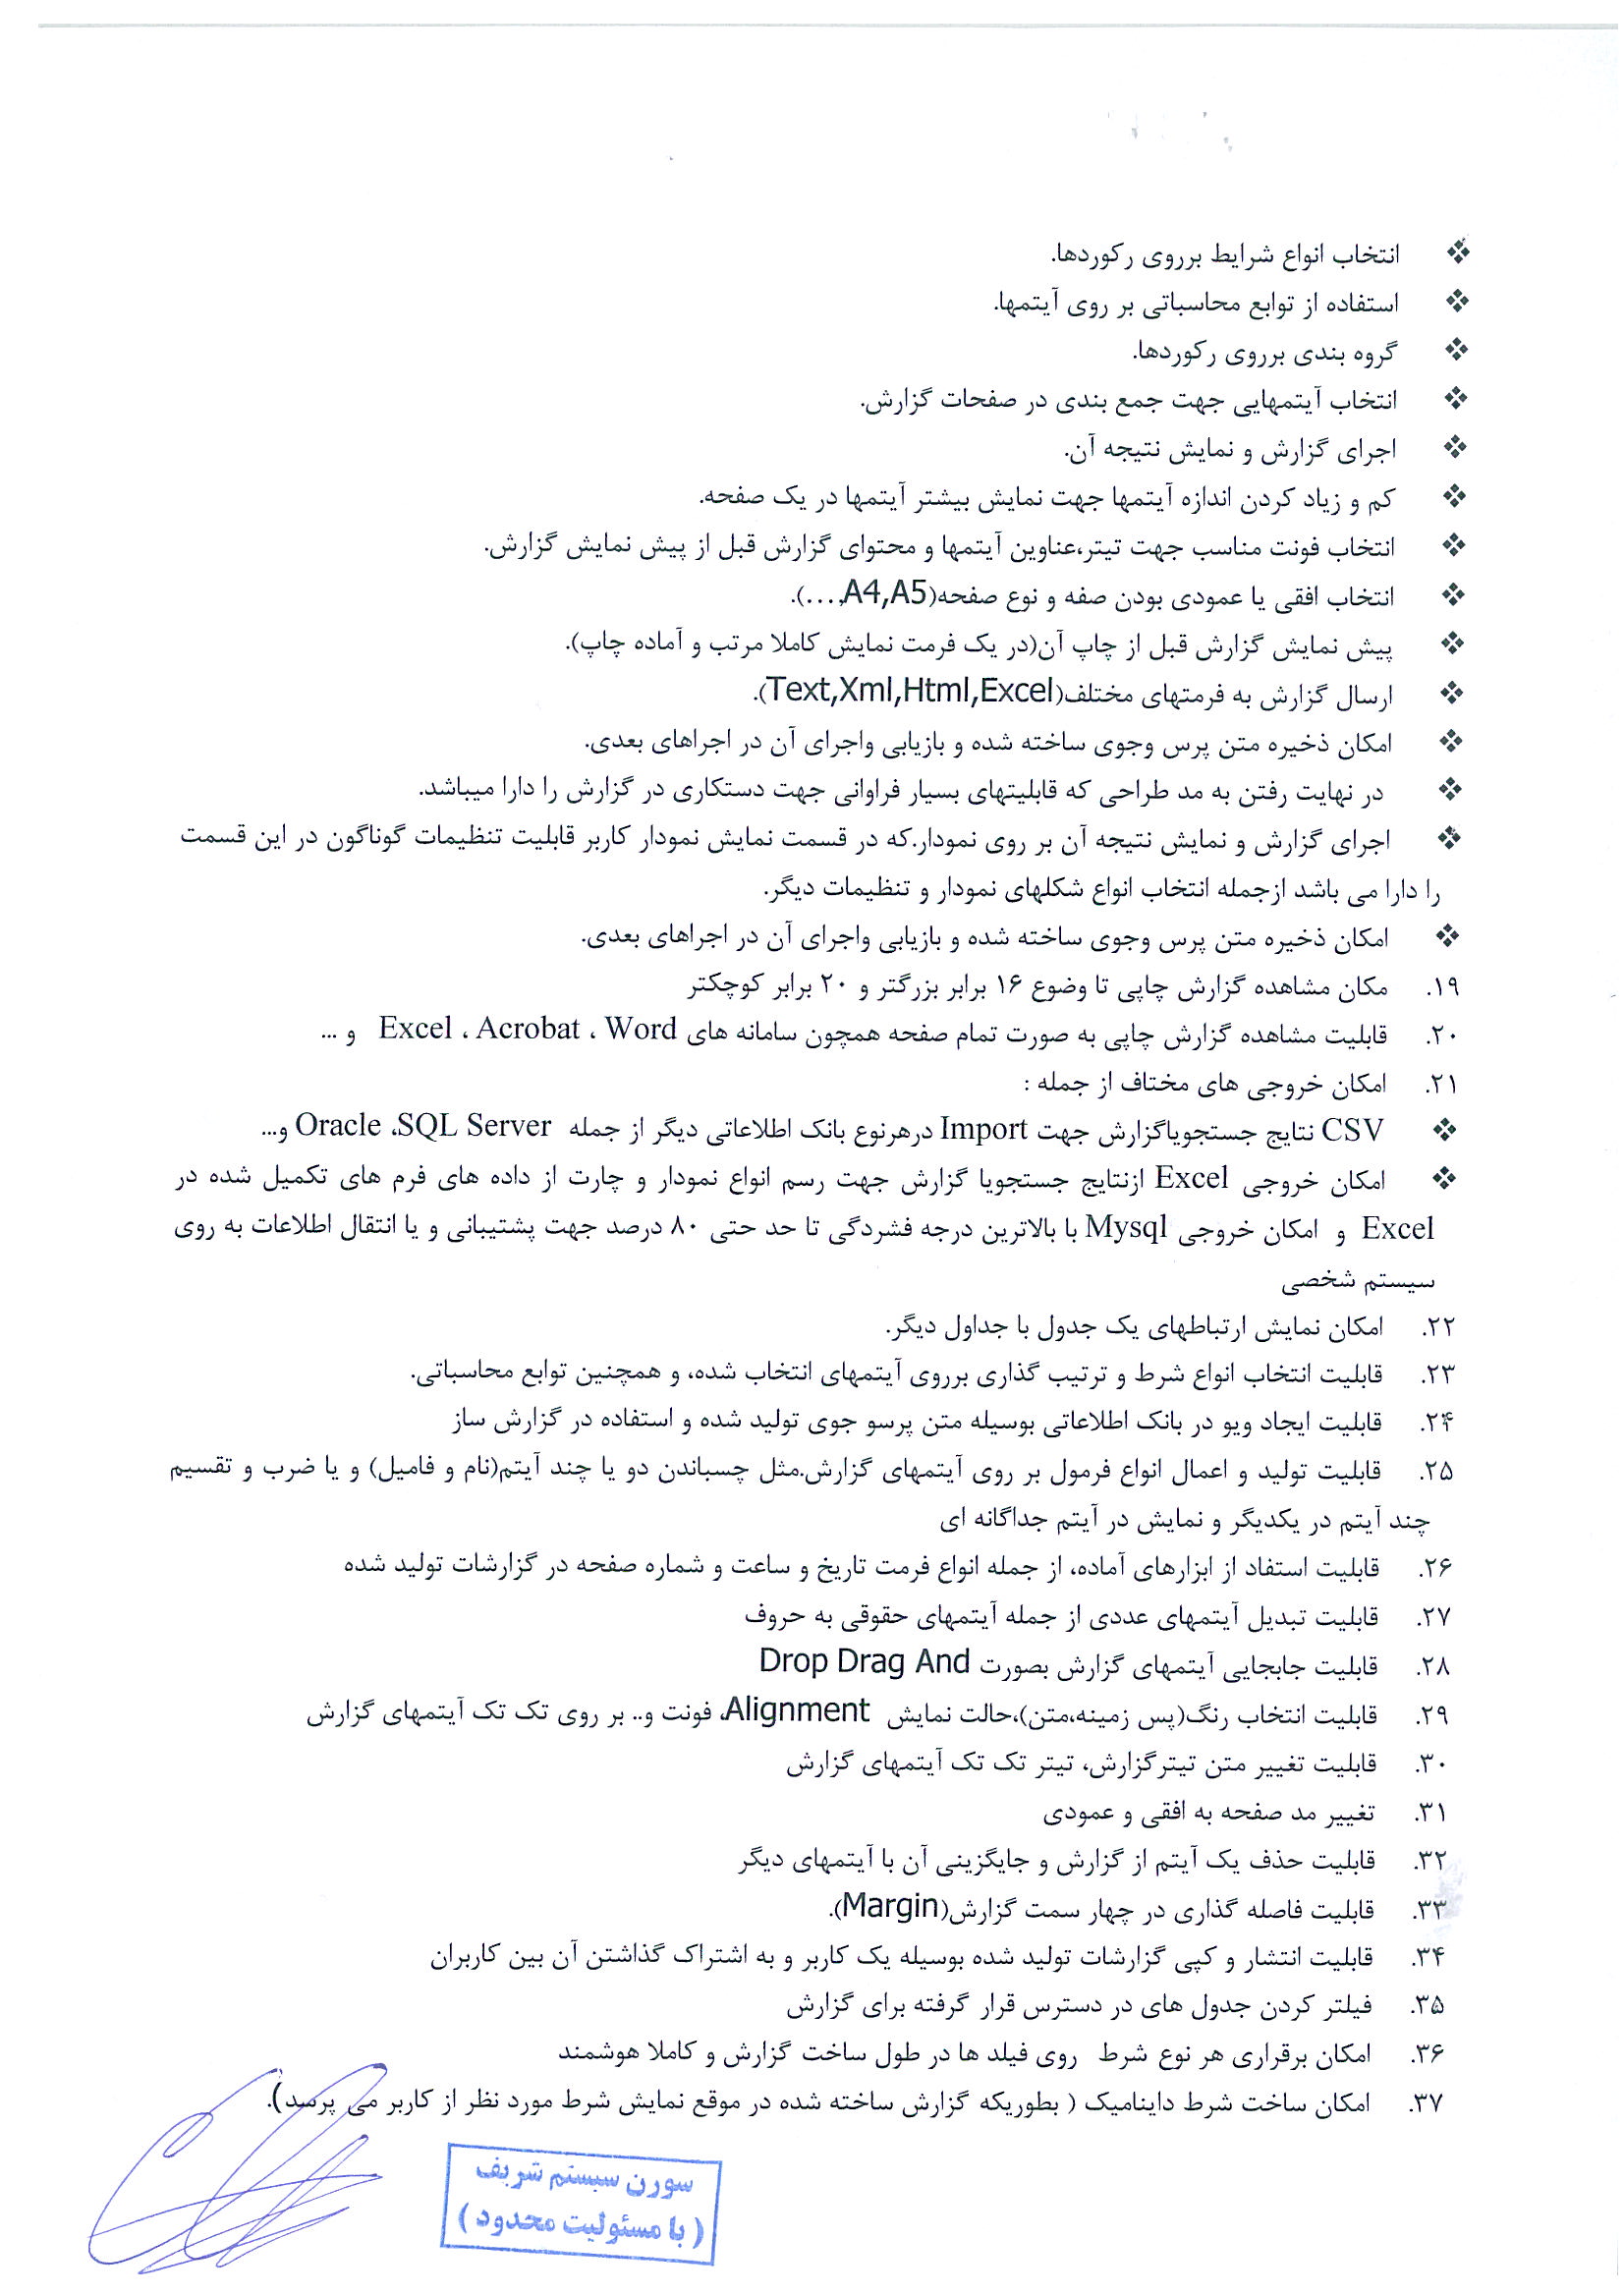 ❖ انتخاب انواع شرایط برروی رکوردها.
❖ استفاده از توابع محاسباتی بر روی آیتمها.
❖ گروه بندی برروی رکوردها.
❖ انتخاب آیتمهایی جهت جمع بندی در صفحات گزارش.
❖ اجرای گزارش و نمایش نتیجه آن.
❖ کم و زیاد کردن اندازه آیتمها جهت نمایش بیشتر آیتمها در یک صفحه.
❖ انتخاب فونت مناسب جهت تیتر،عناوین آیتمها و محتوای گزارش قبل از پیش نمایش گزارش.
❖ انتخاب افقی یا عمودی بودن صفه و نوع صفحه(A4,A5,...).
❖ پیش نمایش گزارش قبل از چاپ آن(در یک فرمت نمایش کاملا مرتب و آماده چاپ).
❖ ارسال گزارش به فرمتهای مختلف(Text,Xml,Html,Excel).
❖ امکان ذخیره متن پرس وجوی ساخته شده و بازیابی واجرای آن در اجراهای بعدی.
❖ در نهایت رفتن به مد طراحی که قابلیتهای بسیار فراوانی جهت دستکاری در گزارش را دارا میباشد.
❖ اجرای گزارش و نمایش نتیجه آن بر روی نمودار.که در قسمت نمایش نمودار کاربر قابلیت تنظیمات گوناگون در این قسمت
را دارا می باشد ازجمله انتخاب انواع شکلهای نمودار و تنظیمات دیگر.
❖ امکان ذخیره متن پرس وجوی ساخته شده و بازیابی واجرای آن در اجراهای بعدی.
۱۹. مکان مشاهده گزارش چاپی تا وضوع ۱۶ برابر بزرگتر و ۲۰ برابر کوچکتر
۲۰. قابلیت مشاهده گزارش چاپی به صورت تمام صفحه همچون سامانه های Excel ، Acrobat ، Word و ...
۲۱. امکان خروجی های مختاف از جمله :
❖ CSV نتایج جستجویاگزارش جهت Import درهرنوع بانک اطلاعاتی دیگر از جمله Oracle ،SQL Server و...
❖ امکان خروجی Excel ازنتایج جستجویا گزارش جهت رسم انواع نمودار و چارت از داده های فرم های تکمیل شده در
Excel و امکان خروجی Mysql با بالاترین درجه فشردگی تا حد حتی ۸۰ درصد جهت پشتیبانی و یا انتقال اطلاعات به روی
سیستم شخصی
۲۲. امکان نمایش ارتباطهای یک جدول با جداول دیگر.
۲۳. قابلیت انتخاب انواع شرط و ترتیب گذاری برروی آیتمهای انتخاب شده، و همچنین توابع محاسباتی.
۲۴. قابلیت ایجاد ویو در بانک اطلاعاتی بوسیله متن پرسو جوی تولید شده و استفاده در گزارش ساز
۲۵. قابلیت تولید و اعمال انواع فرمول بر روی آیتمهای گزارش.مثل چسباندن دو یا چند آیتم(نام و فامیل) و یا ضرب و تقسیم
چند آیتم در یکدیگر و نمایش در آیتم جداگانه ای
۲۶. قابلیت استفاد از ابزارهای آماده، از جمله انواع فرمت تاریخ و ساعت و شماره صفحه در گزارشات تولید شده
۲۷. قابلیت تبدیل آیتمهای عددی از جمله آیتمهای حقوقی به حروف
۲۸. قابلیت جابجایی آیتمهای گزارش بصورت Drop Drag And
۲۹. قابلیت انتخاب رنگ(پس زمینه،متن)،حالت نمایش Alignment، فونت و.. بر روی تک تک آیتمهای گزارش
۳۰. قابلیت تغییر متن تیترگزارش، تیتر تک تک آیتمهای گزارش
۳۱. تغییر مد صفحه به افقی و عمودی
۳۲. قابلیت حذف یک آیتم از گزارش و جایگزینی آن با آیتمهای دیگر
۳۳. قابلیت فاصله گذاری در چهار سمت گزارش(Margin).
۳۴. قابلیت انتشار و کپی گزارشات تولید شده بوسیله یک کاربر و به اشتراک گذاشتن آن بین کاربران
۳۵. فیلتر کردن جدول های در دسترس قرار گرفته برای گزارش
۳۶. امکان برقراری هر نوع شرط روی فیلد ها در طول ساخت گزارش و کاملا هوشمند
۳۷. امکان ساخت شرط داینامیک ( بطوریکه گزارش ساخته شده در موقع نمایش شرط مورد نظر از کاربر می پرسد).
سورن سیستم شریف
( با مسئولیت محدود )